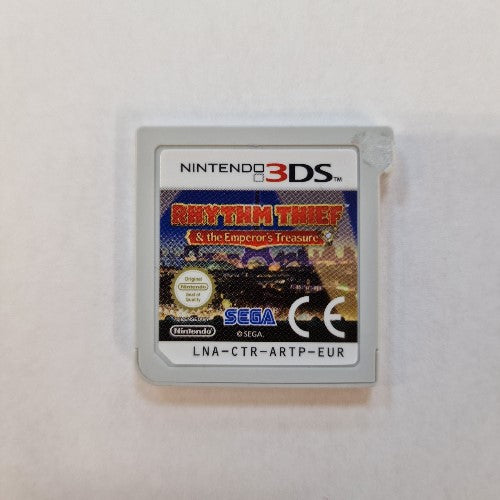 NINTENDO 3DS™
RHYTHM THIEF
& the Emperor's Treasure
Original
Nintendo
Seal of
Quality
Nintendo
SEGA
© SEGA.
CE
LNA-CTR-ARTP-EUR